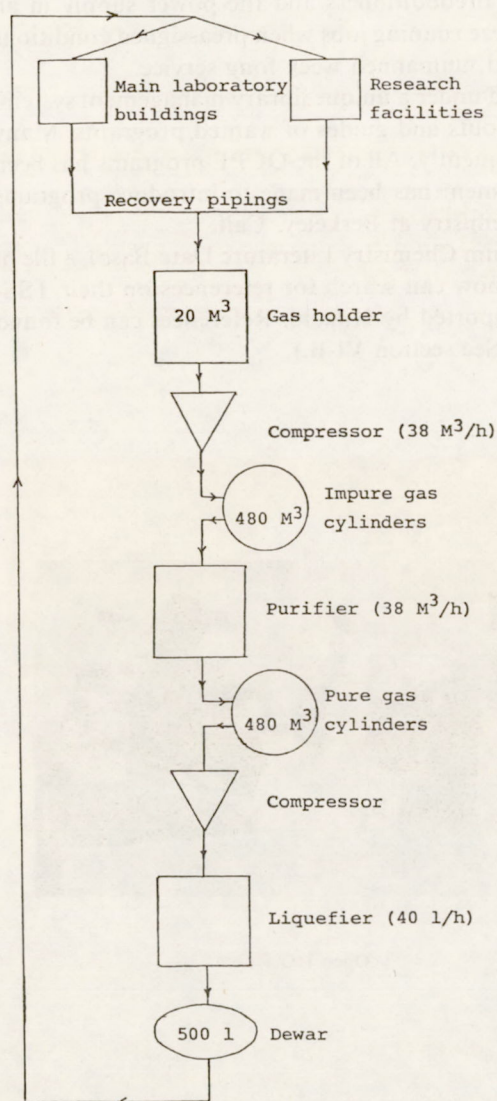 Main laboratory
buildings
Research
facilities
Recovery pipings
20 M³
Gas holder
Compressor (38 M³/h)
Impure gas
480 M³
cylinders
Purifier (38 M³/h)
Pure gas
480 M³
cylinders
Compressor
Liquefier (40 l/h)
500 l
Dewar